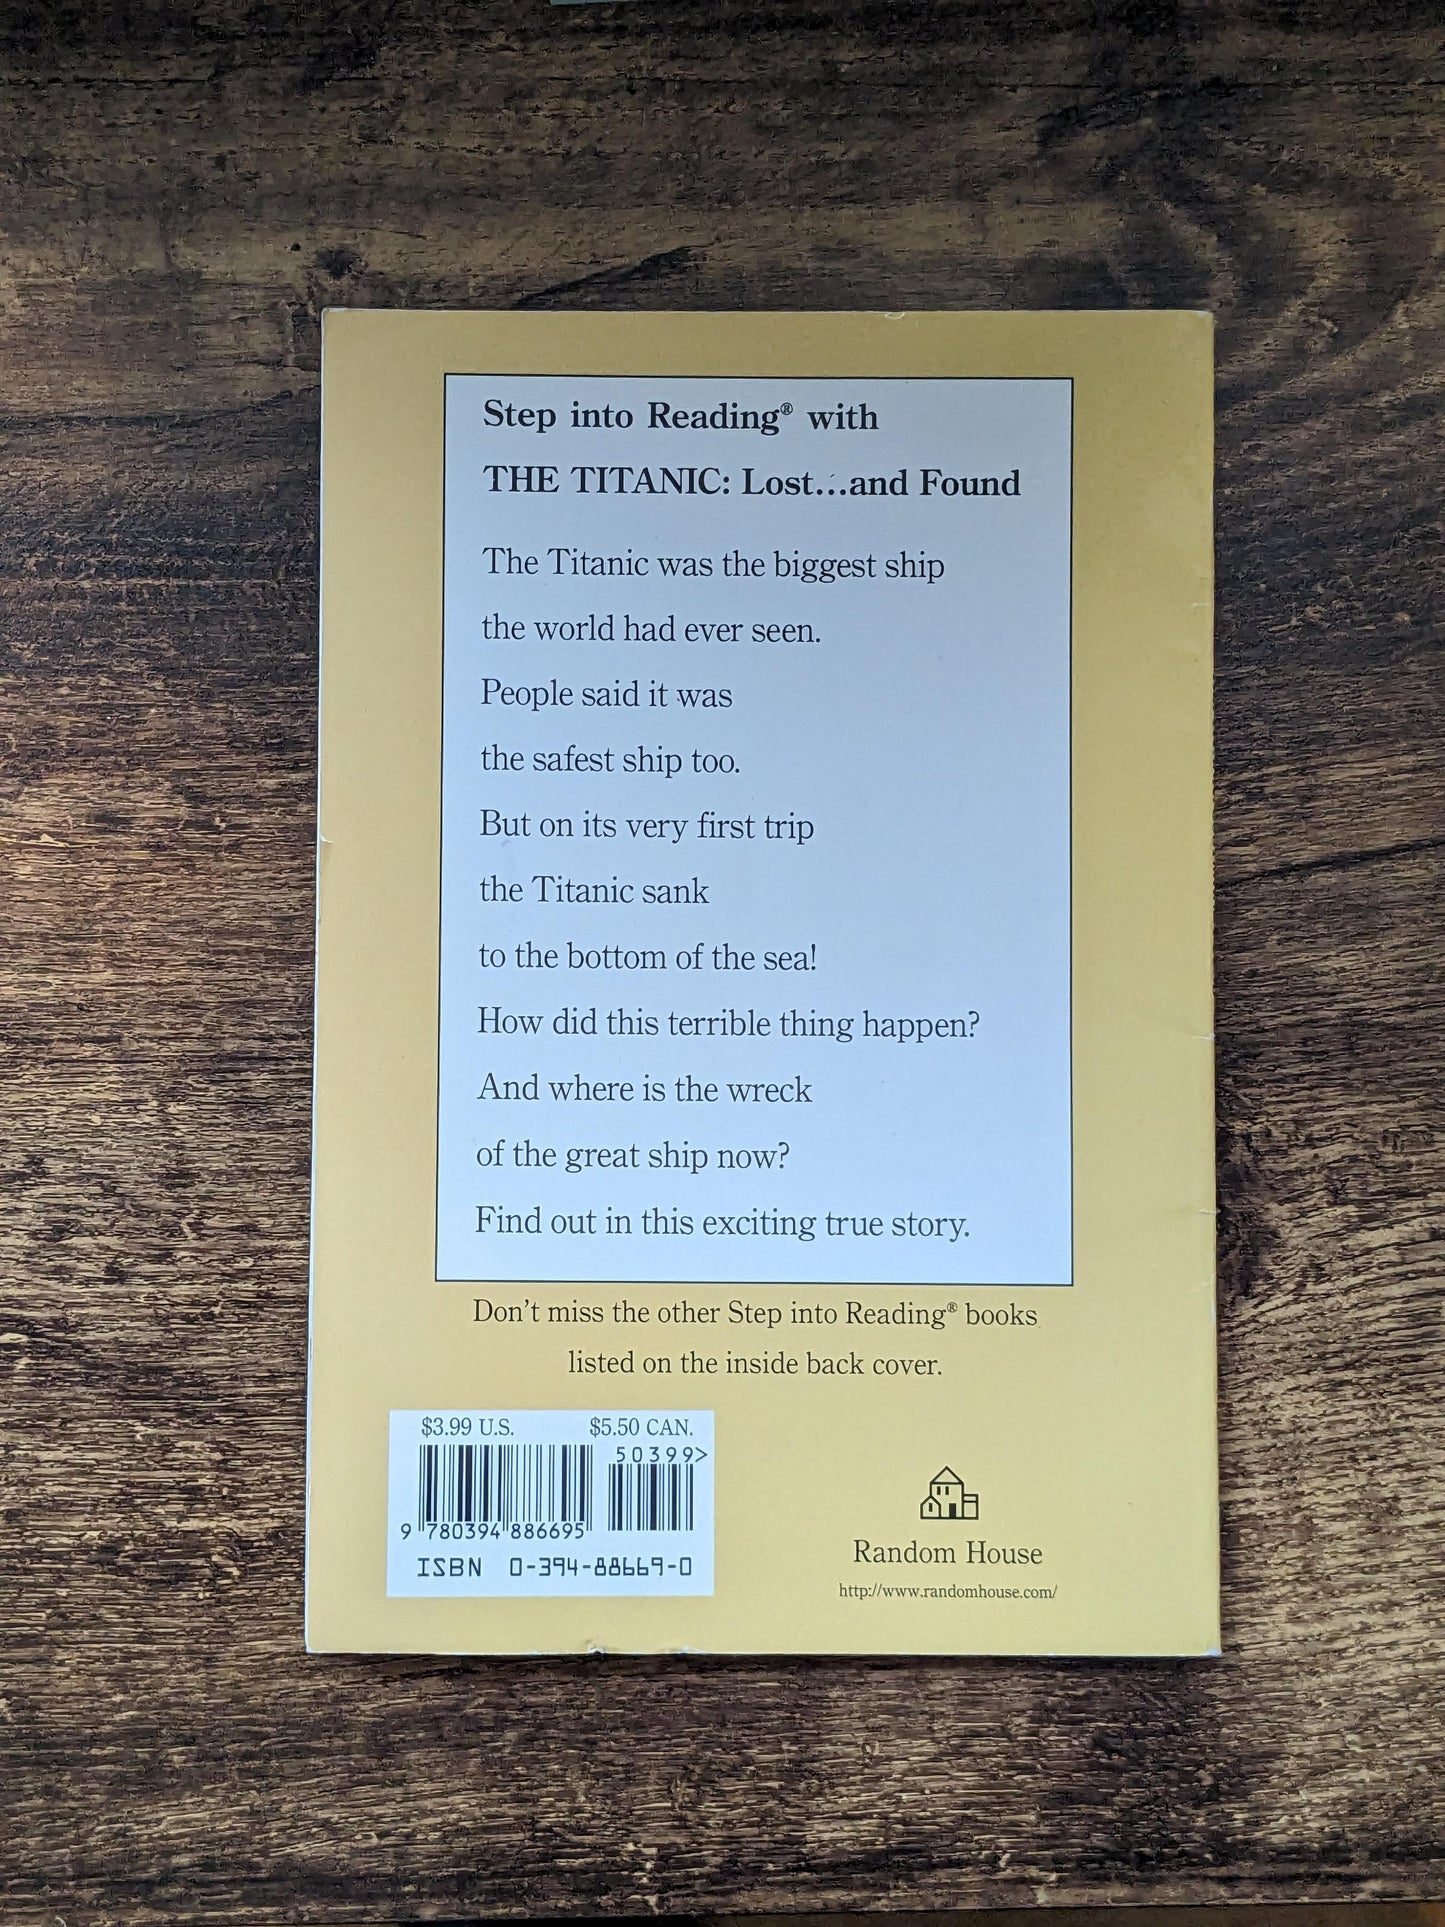 Step into Reading® with
THE TITANIC: Lost...and Found
The Titanic was the biggest ship
the world had ever seen.
People said it was
the safest ship too.
But on its very first trip
the Titanic sank
to the bottom of the sea!
How did this terrible thing happen?
And where is the wreck
of the great ship now?
Find out in this exciting true story.
Don't miss the other Step into Reading® books
listed on the inside back cover.
$3.99 U.S. $5.50 CAN.
50399>
9 780394 886695
ISBN 0-394-88669-0
Random House
http://www.randomhouse.com/